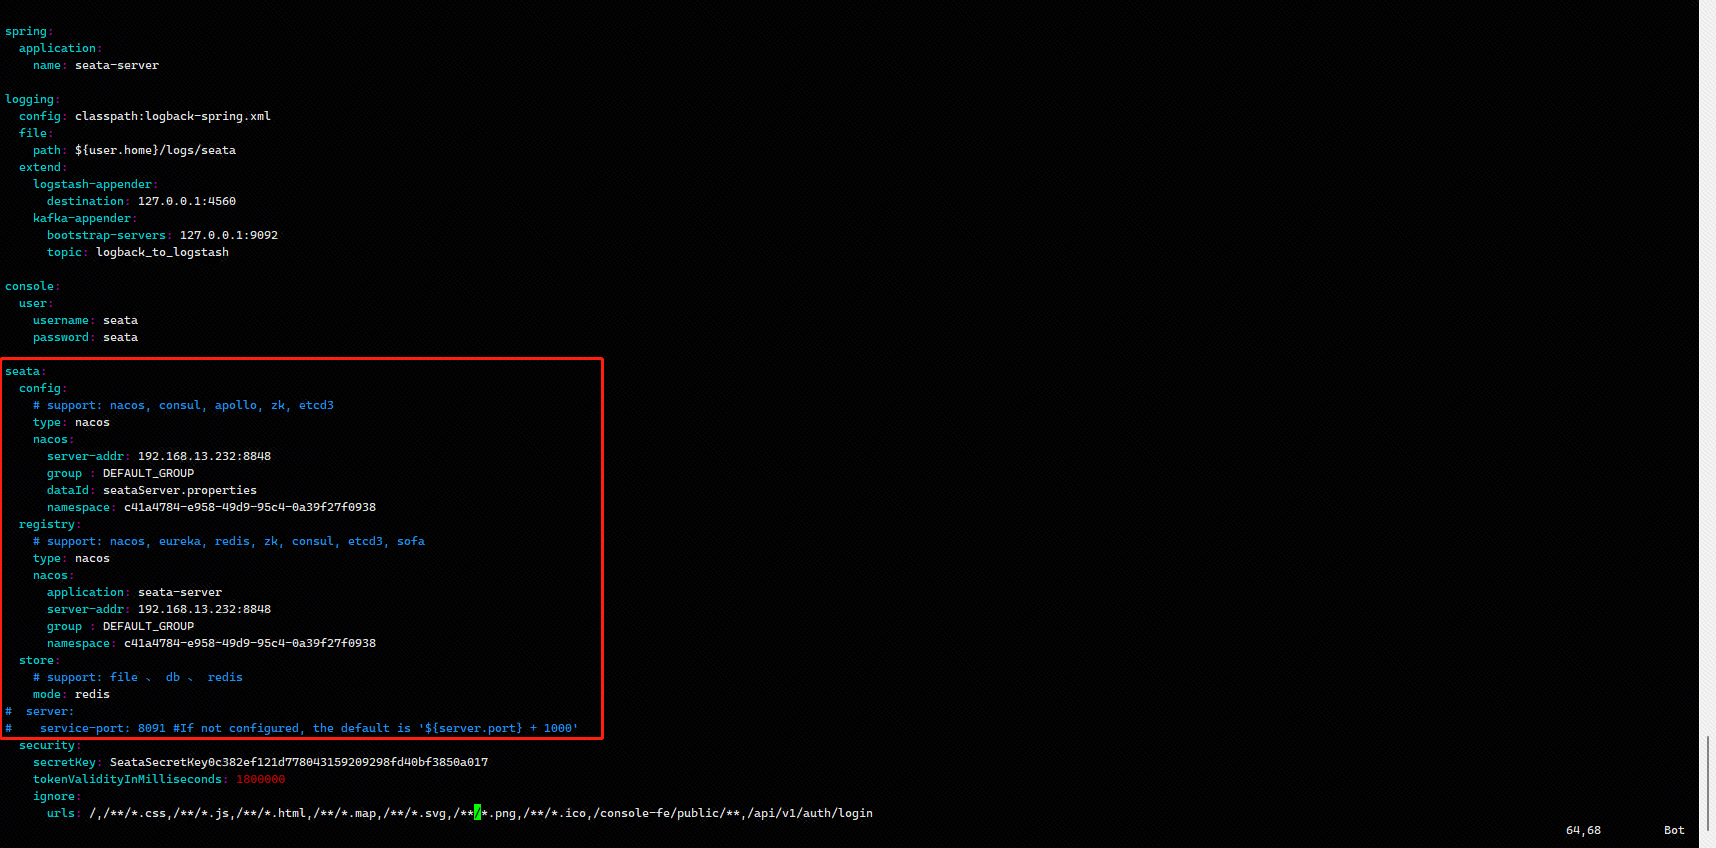 spring:
  application:
    name: seata-server

logging:
  config: classpath:logback-spring.xml
  file:
    path: ${user.home}/logs/seata
  extend:
    logstash-appender:
      destination: 127.0.0.1:4560
    kafka-appender:
      bootstrap-servers: 127.0.0.1:9092
      topic: logback_to_logstash

console:
  user:
    username: seata
    password: seata

seata:
  config:
    # support: nacos, consul, apollo, zk, etcd3
    type: nacos
    nacos:
      server-addr: 192.168.13.232:8848
      group : DEFAULT_GROUP
      dataId: seataServer.properties
      namespace: c41a4784-e958-49d9-95c4-0a39f27f0938
  registry:
    # support: nacos, eureka, redis, zk, consul, etcd3, sofa
    type: nacos
    nacos:
      application: seata-server
      server-addr: 192.168.13.232:8848
      group : DEFAULT_GROUP
      namespace: c41a4784-e958-49d9-95c4-0a39f27f0938
  store:
    # support: file 、 db 、 redis
    mode: redis
#  server:
#    service-port: 8091 #If not configured, the default is '${server.port} + 1000'
  security:
    secretKey: SeataSecretKey0c382ef121d778043159209298fd40bf3850a017
    tokenValidityInMilliseconds: 1800000
    ignore:
      urls: /,/**/*.css,/**/*.js,/**/*.html,/**/*.map,/**/*.svg,/**/*.png,/**/*.ico,/console-fe/public/**,/api/v1/auth/login
64,68 Bot